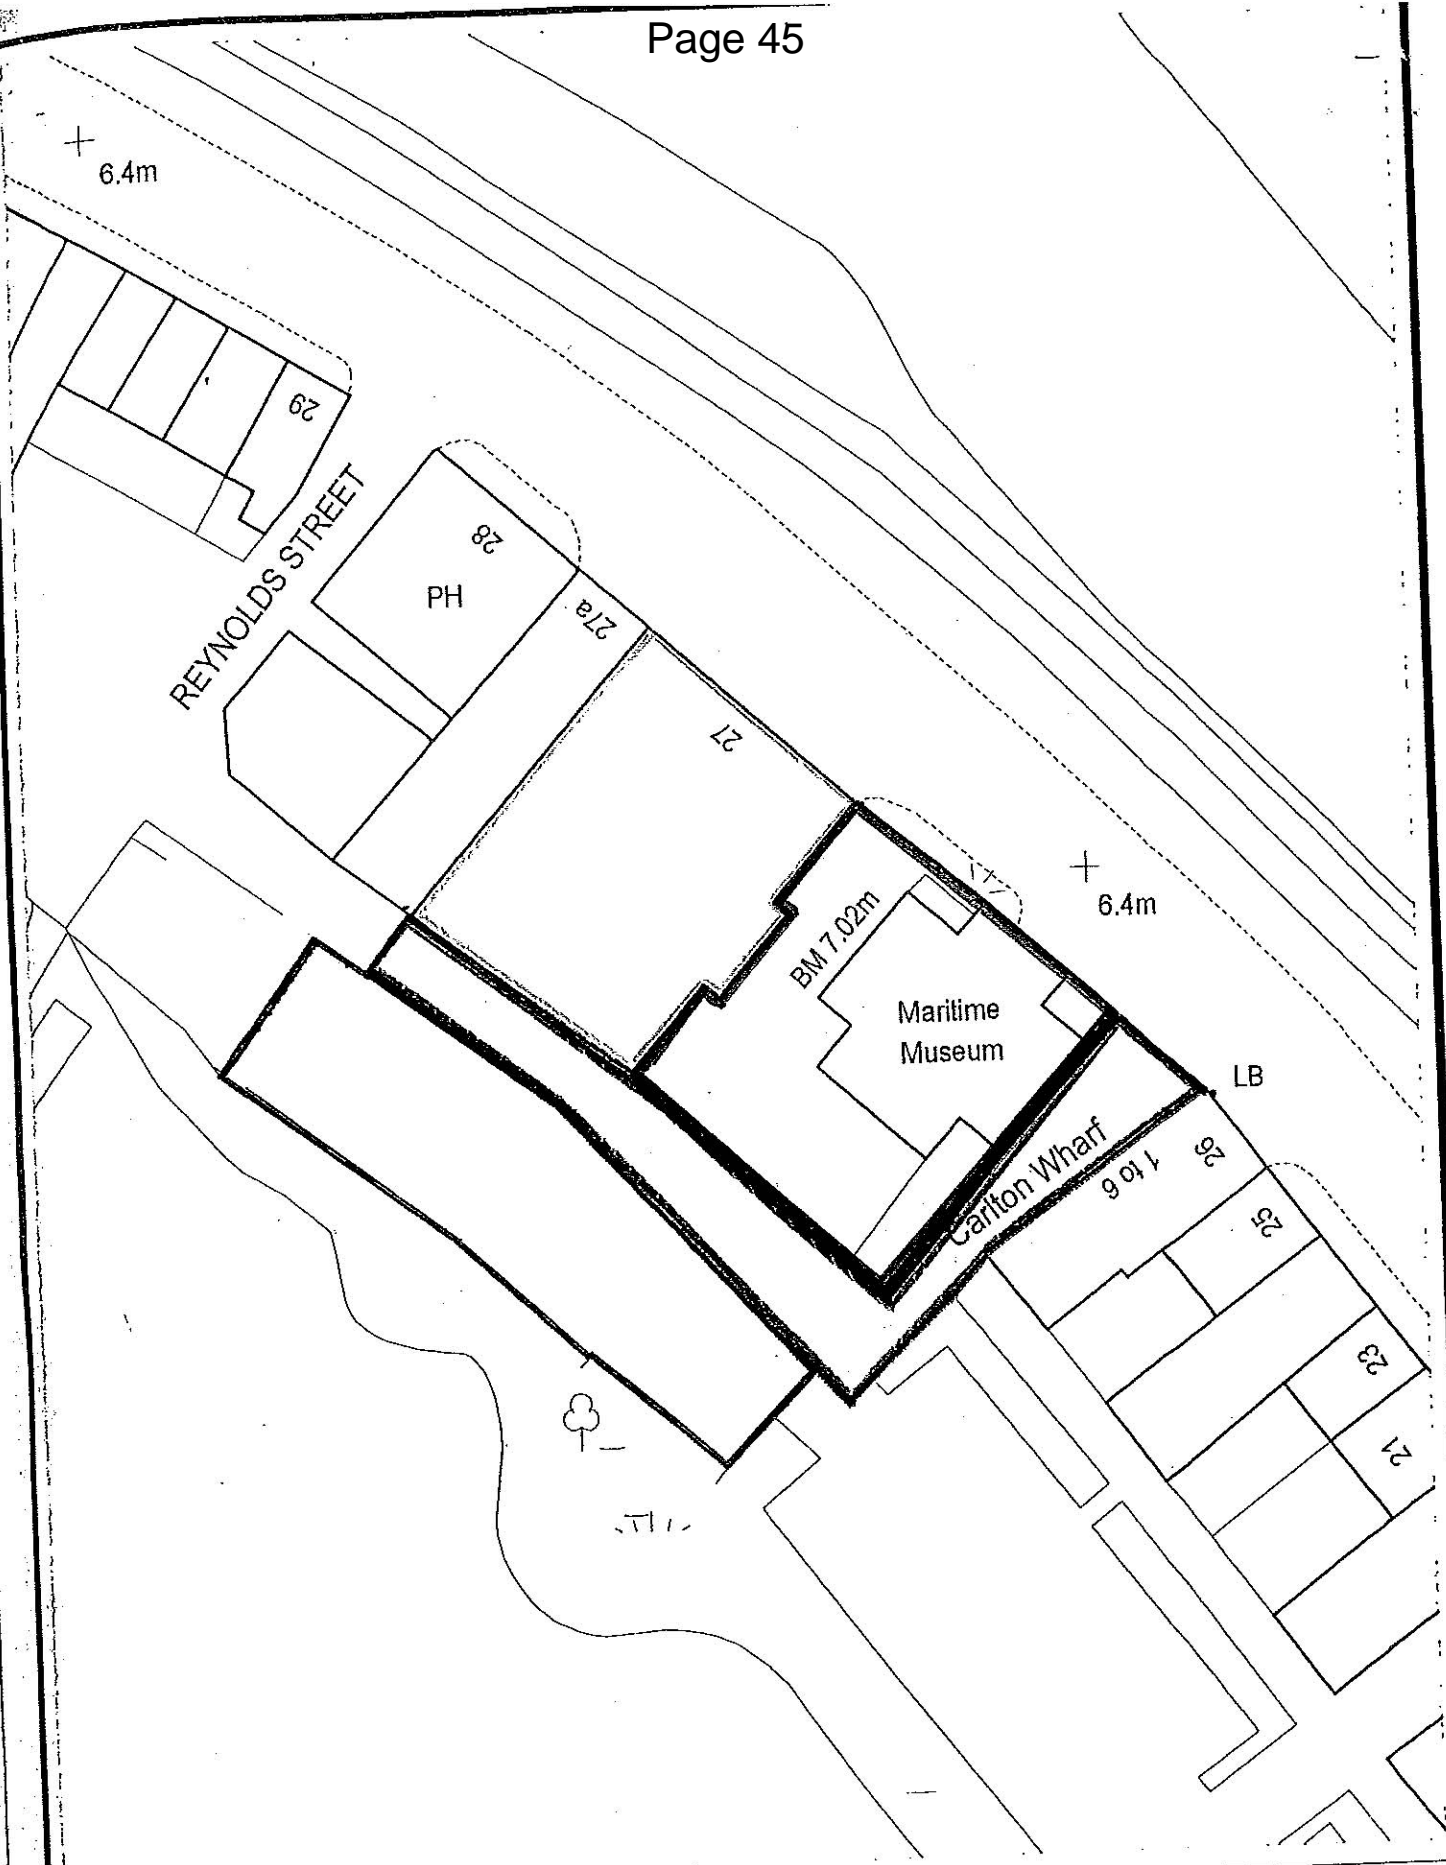 Page 45
6.4m
29
REYNOLDS STREET
28
PH
27a
27
BM 7.02m
6.4m
Maritime
Museum
LB
Carlton Wharf
1 to 6
26
25
23
21